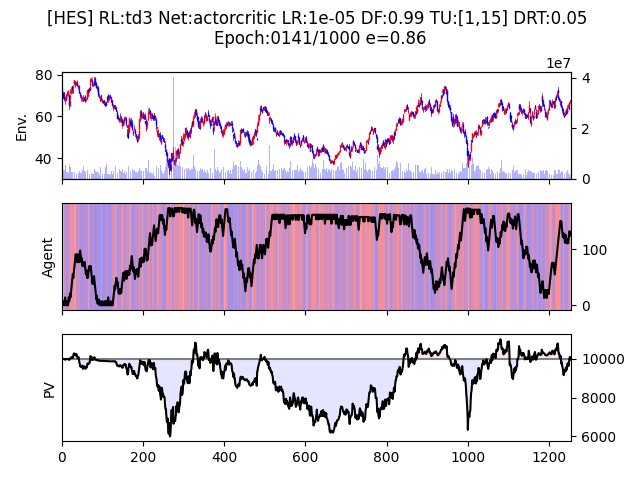 [HES] RL:td3 Net:actorcritic LR:1e-05 DF:0.99 TU:[1,15] DRT:0.05
Epoch:0141/1000 e=0.86
1e7
80
60
40
Env.
4
2
0
Agent
100
0
PV
10000
8000
6000
0 200 400 600 800 1000 1200